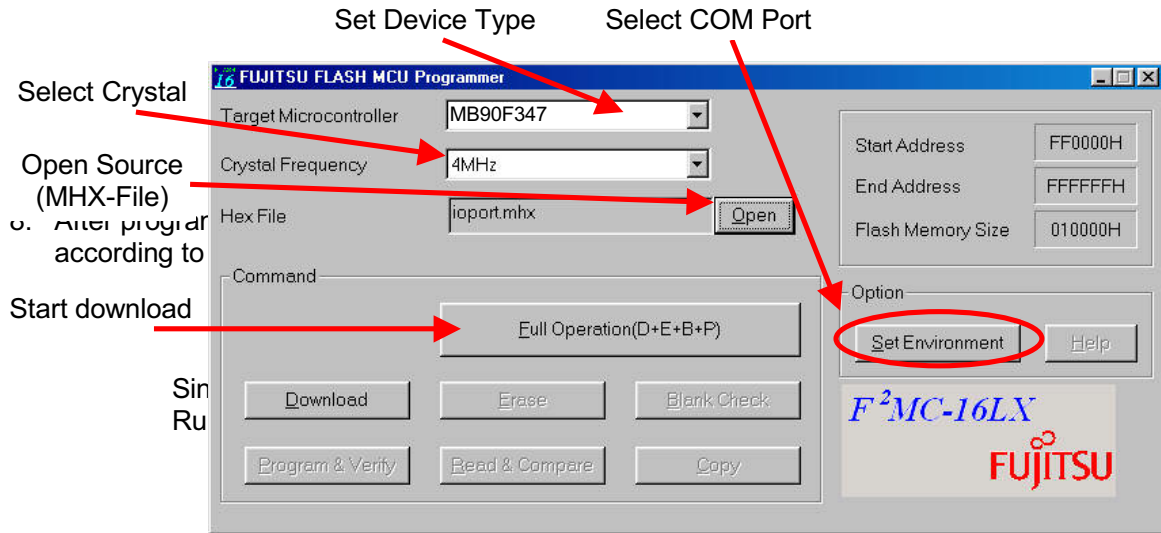 Set Device Type
Select COM Port
FUJITSU FLASH MCU Programmer
Select Crystal
Target Microcontroller
MB90F347
Start Address
FF0000H
Open Source
(MHX-File)
Crystal Frequency
4MHz
End Address
FFFFFFH
Hex File
ioport.mhx
Open
Flash Memory Size
010000H
according to
Command
Option
Start download
Full Operation(D+E+B+P)
Set Environment
Help
Download
Erase
Blank Check
F²MC-16LX
FUJITSU
Program & Verify
Read & Compare
Copy